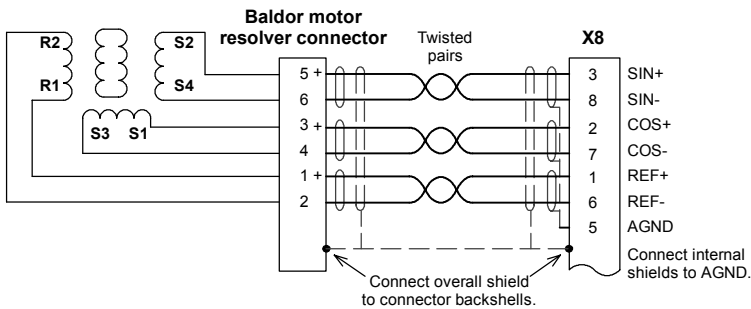 Baldor motor
resolver connector
Twisted
pairs
X8
R2
S2
R1
S4
S3 S1
5 +
6
3 +
4
1 +
2
3 SIN+
8 SIN-
2 COS+
7 COS-
1 REF+
6 REF-
5 AGND
Connect internal
shields to AGND.
Connect overall shield
to connector backshells.